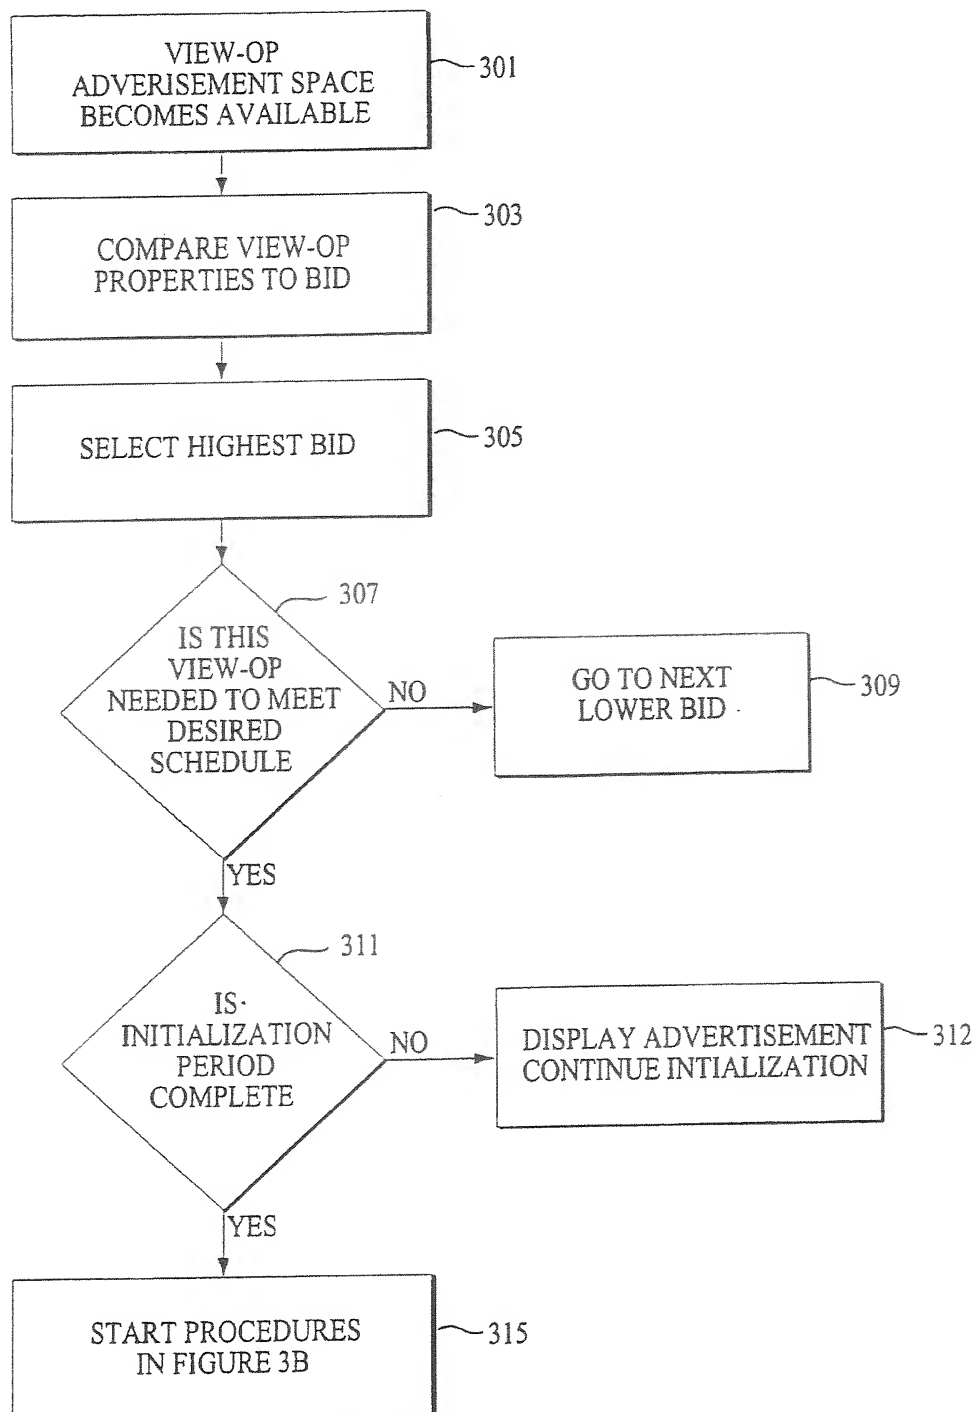 VIEW-OP
ADVERISEMENT SPACE
BECOMES AVAILABLE
301
COMPARE VIEW-OP
PROPERTIES TO BID
303
SELECT HIGHEST BID
305
307
IS THIS
VIEW-OP
NEEDED TO MEET
DESIRED
SCHEDULE
NO
GO TO NEXT
LOWER BID
309
YES
311
IS
INITIALIZATION
PERIOD
COMPLETE
NO
DISPLAY ADVERTISEMENT
CONTINUE INTIALIZATION
312
YES
START PROCEDURES
IN FIGURE 3B
315